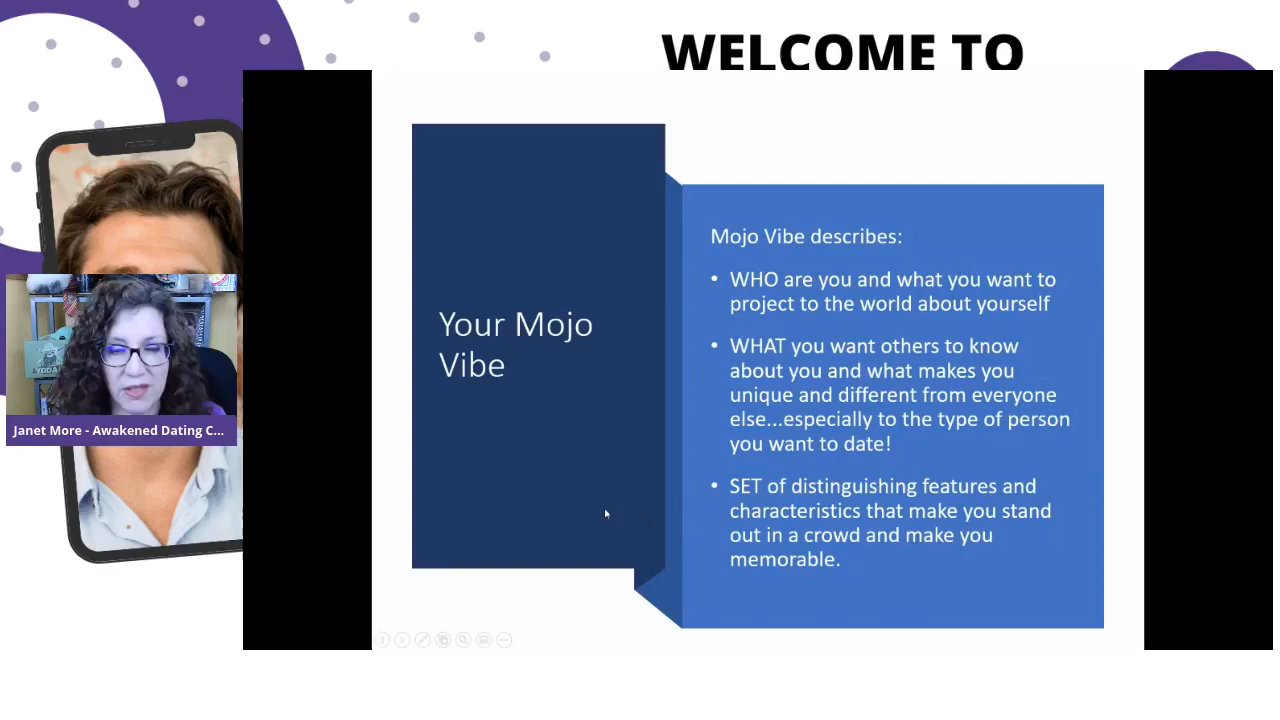 WELCOME TO
Your Mojo
Vibe
Mojo Vibe describes:
• WHO are you and what you want to
project to the world about yourself
• WHAT you want others to know
about you and what makes you
unique and different from everyone
else...especially to the type of person
you want to date!
• SET of distinguishing features and
characteristics that make you stand
out in a crowd and make you
memorable.
YODA
Janet More - Awakened Dating C...